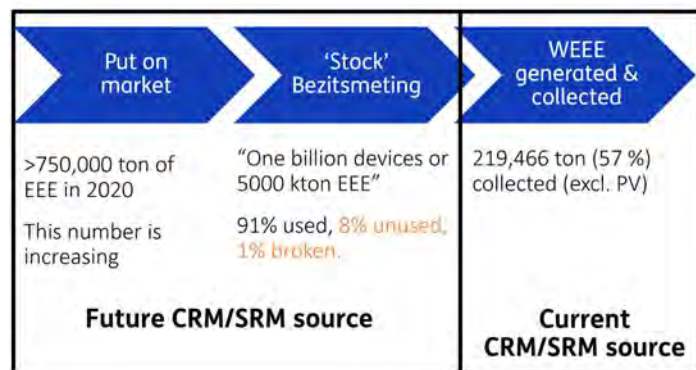 Put on
market
‘Stock’
Bezitsmeting
WEEE
generated &
collected
>750,000 ton of
EEE in 2020
This number is
increasing
“One billion devices or
5000 kton EEE”
91% used, 8% unused,
1% broken.
219,466 ton (57 %)
collected (excl. PV)
Future CRM/SRM source
Current
CRM/SRM source